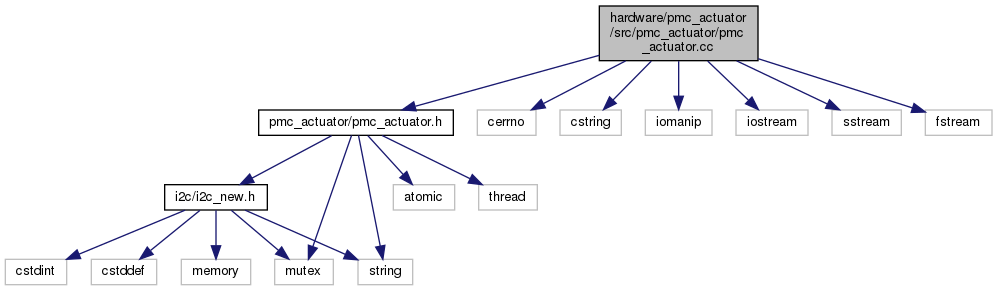 hardware/pmc_actuator
/src/pmc_actuator/pmc
_actuator.cc
pmc_actuator/pmc_actuator.h
cerrno
cstring
iomanip
iostream
sstream
fstream
i2c/i2c_new.h
atomic
thread
cstdint
cstddef
memory
mutex
string